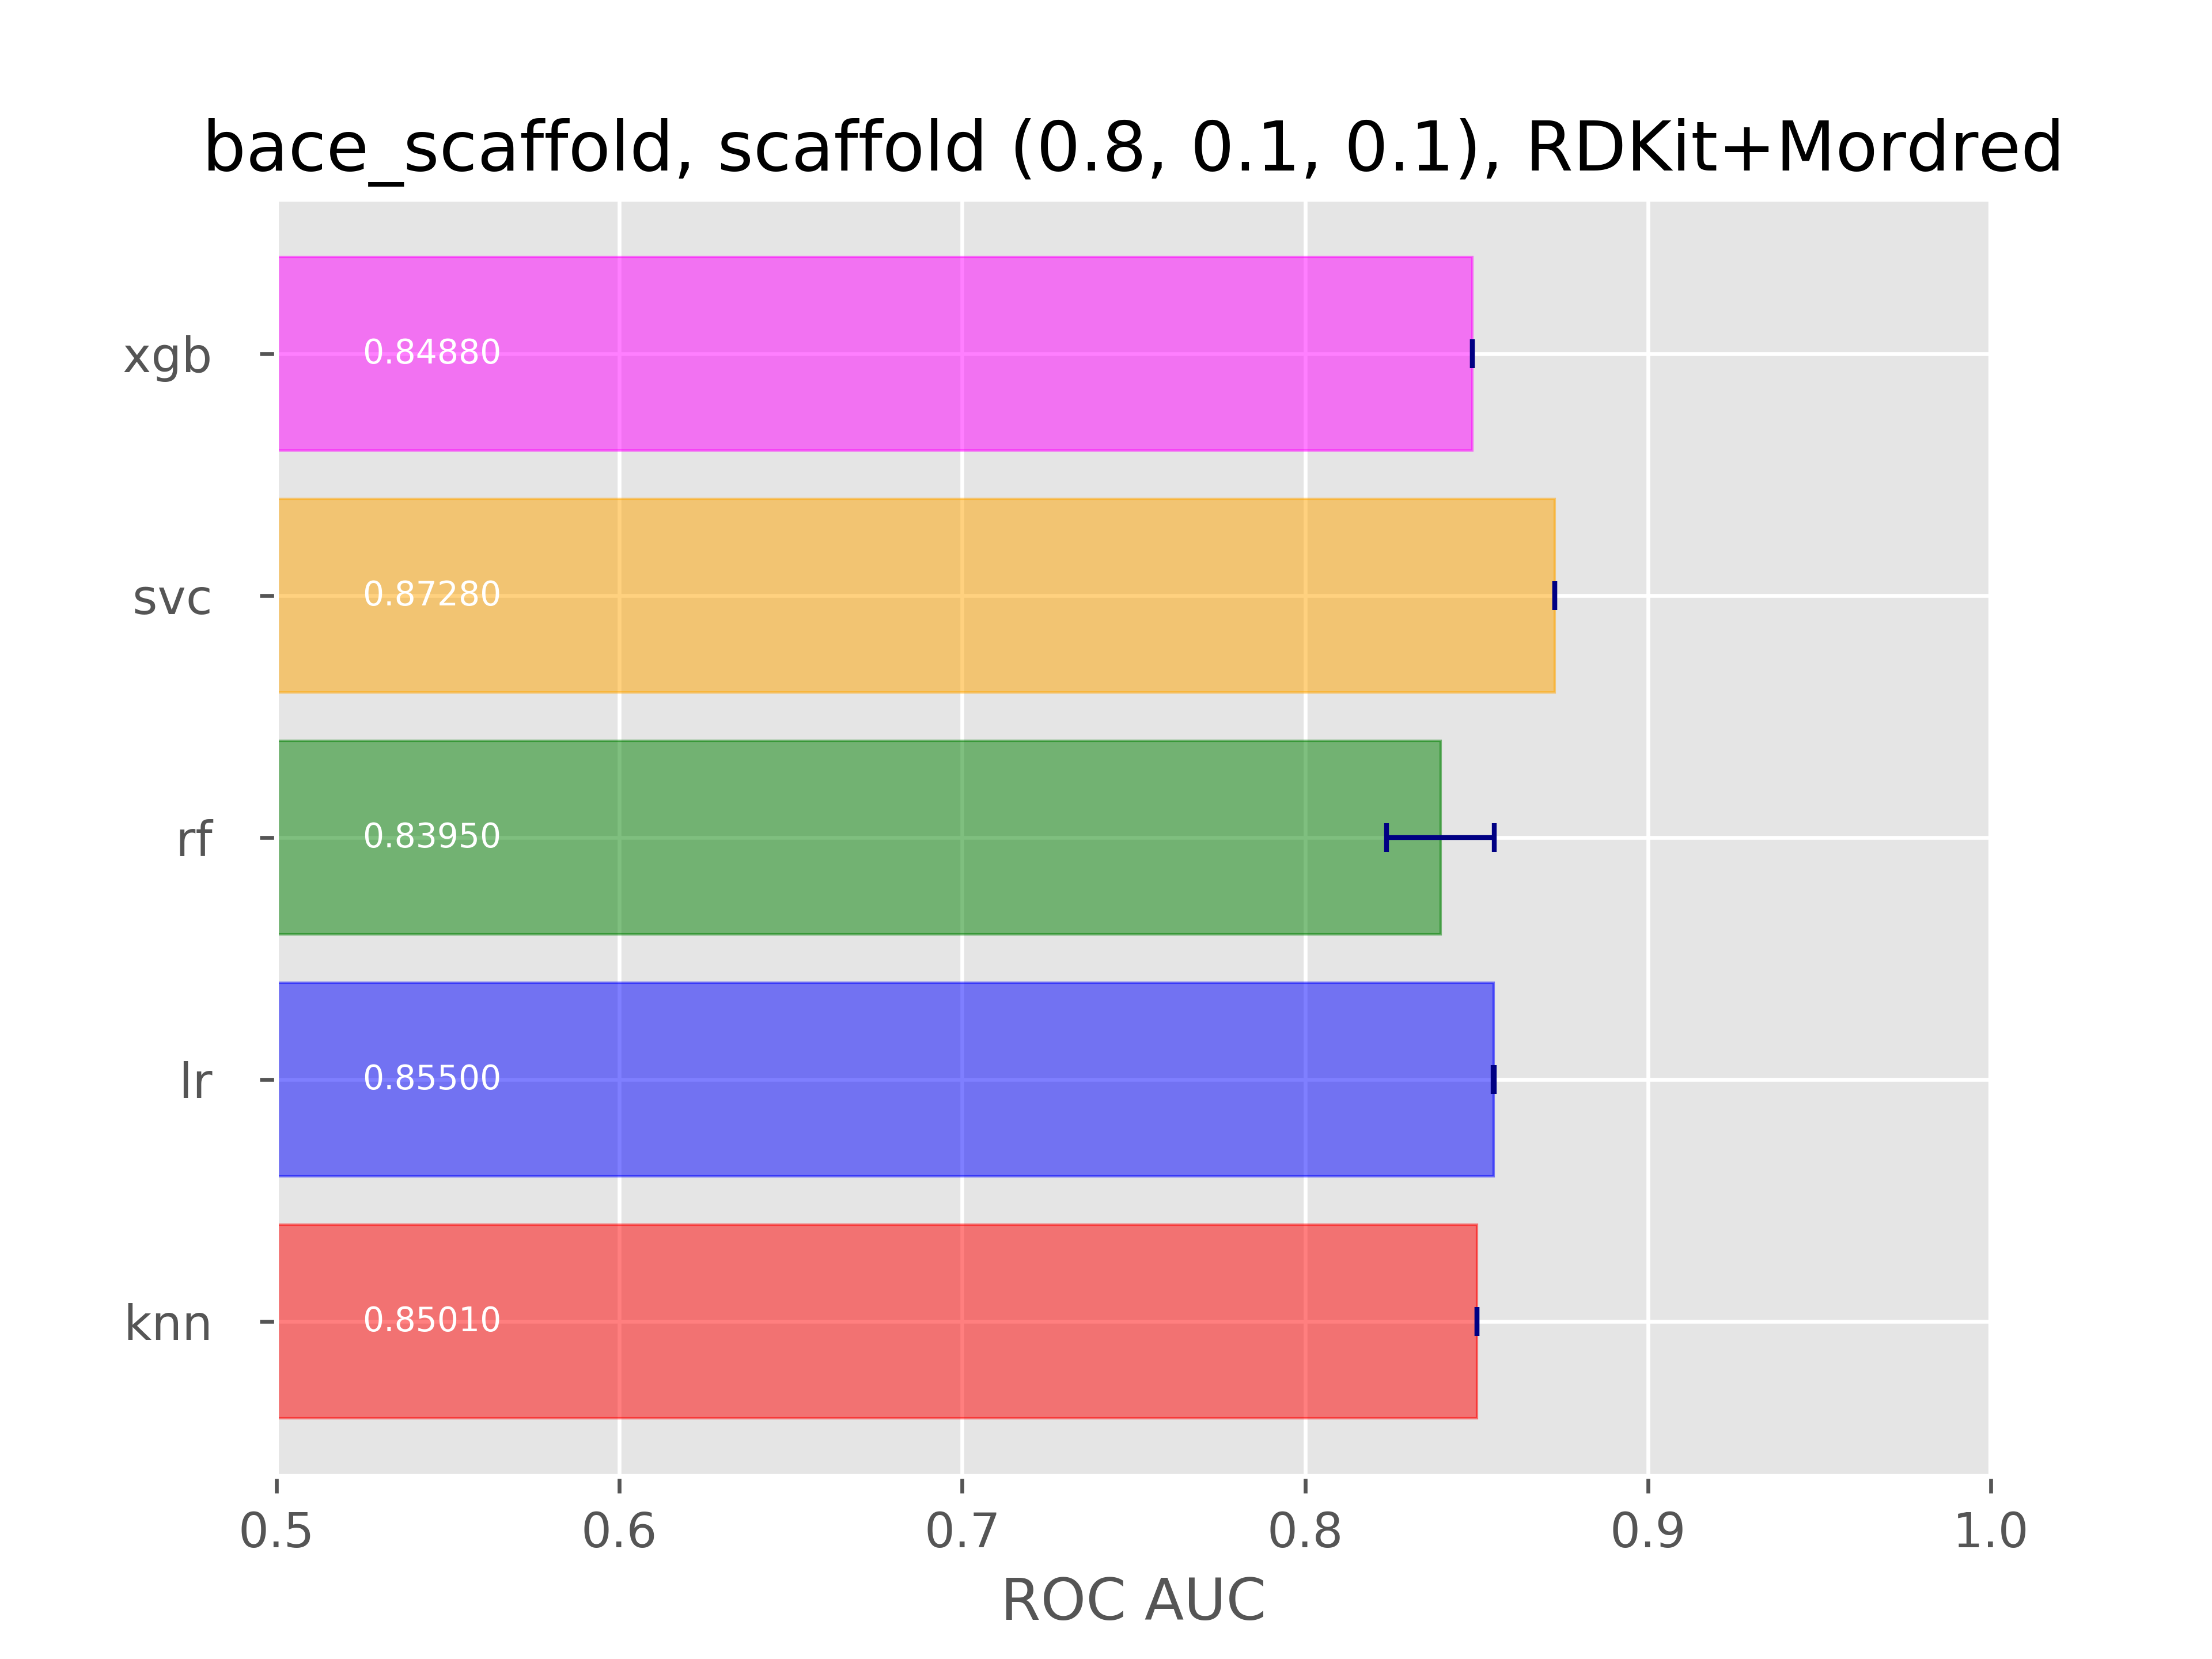 bace_scaffold, scaffold (0.8, 0.1, 0.1), RDKit+Mordred
xgb
0.84880
svc
0.87280
rf
0.83950
lr
0.85500
knn
0.85010
0.5 0.6 0.7 0.8 0.9 1.0
ROC AUC